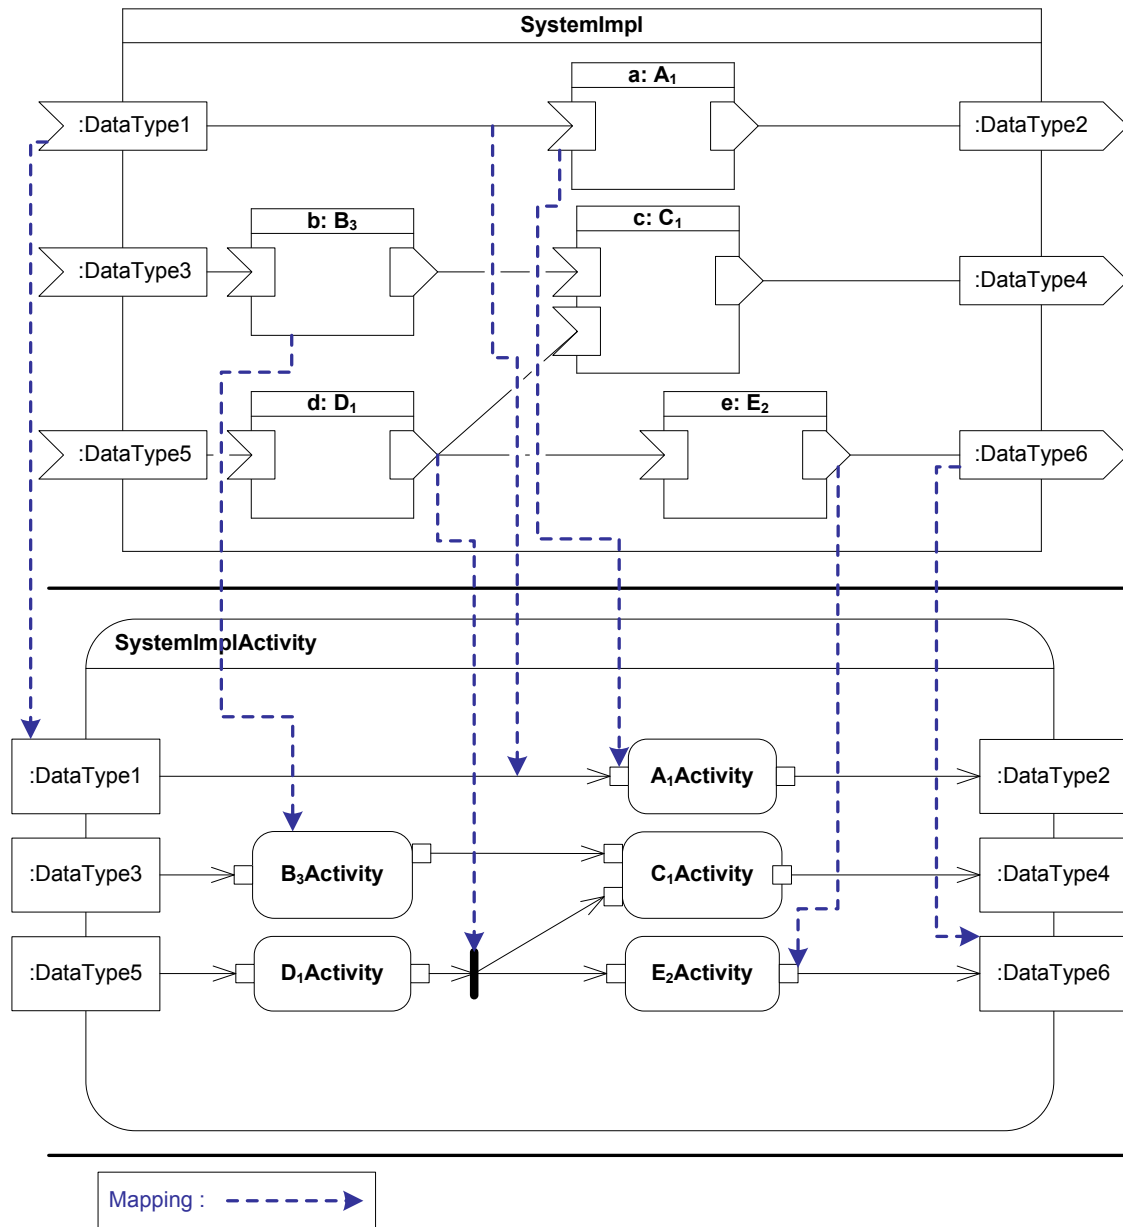 SystemImpl
a: A₁
:DataType1
:DataType2
b: B₃
c: C₁
:DataType3
:DataType4
d: D₁
e: E₂
:DataType5
:DataType6
SystemImplActivity
:DataType1
A₁Activity
:DataType2
:DataType3
B₃Activity
C₁Activity
:DataType4
:DataType5
D₁Activity
E₂Activity
:DataType6
Mapping :